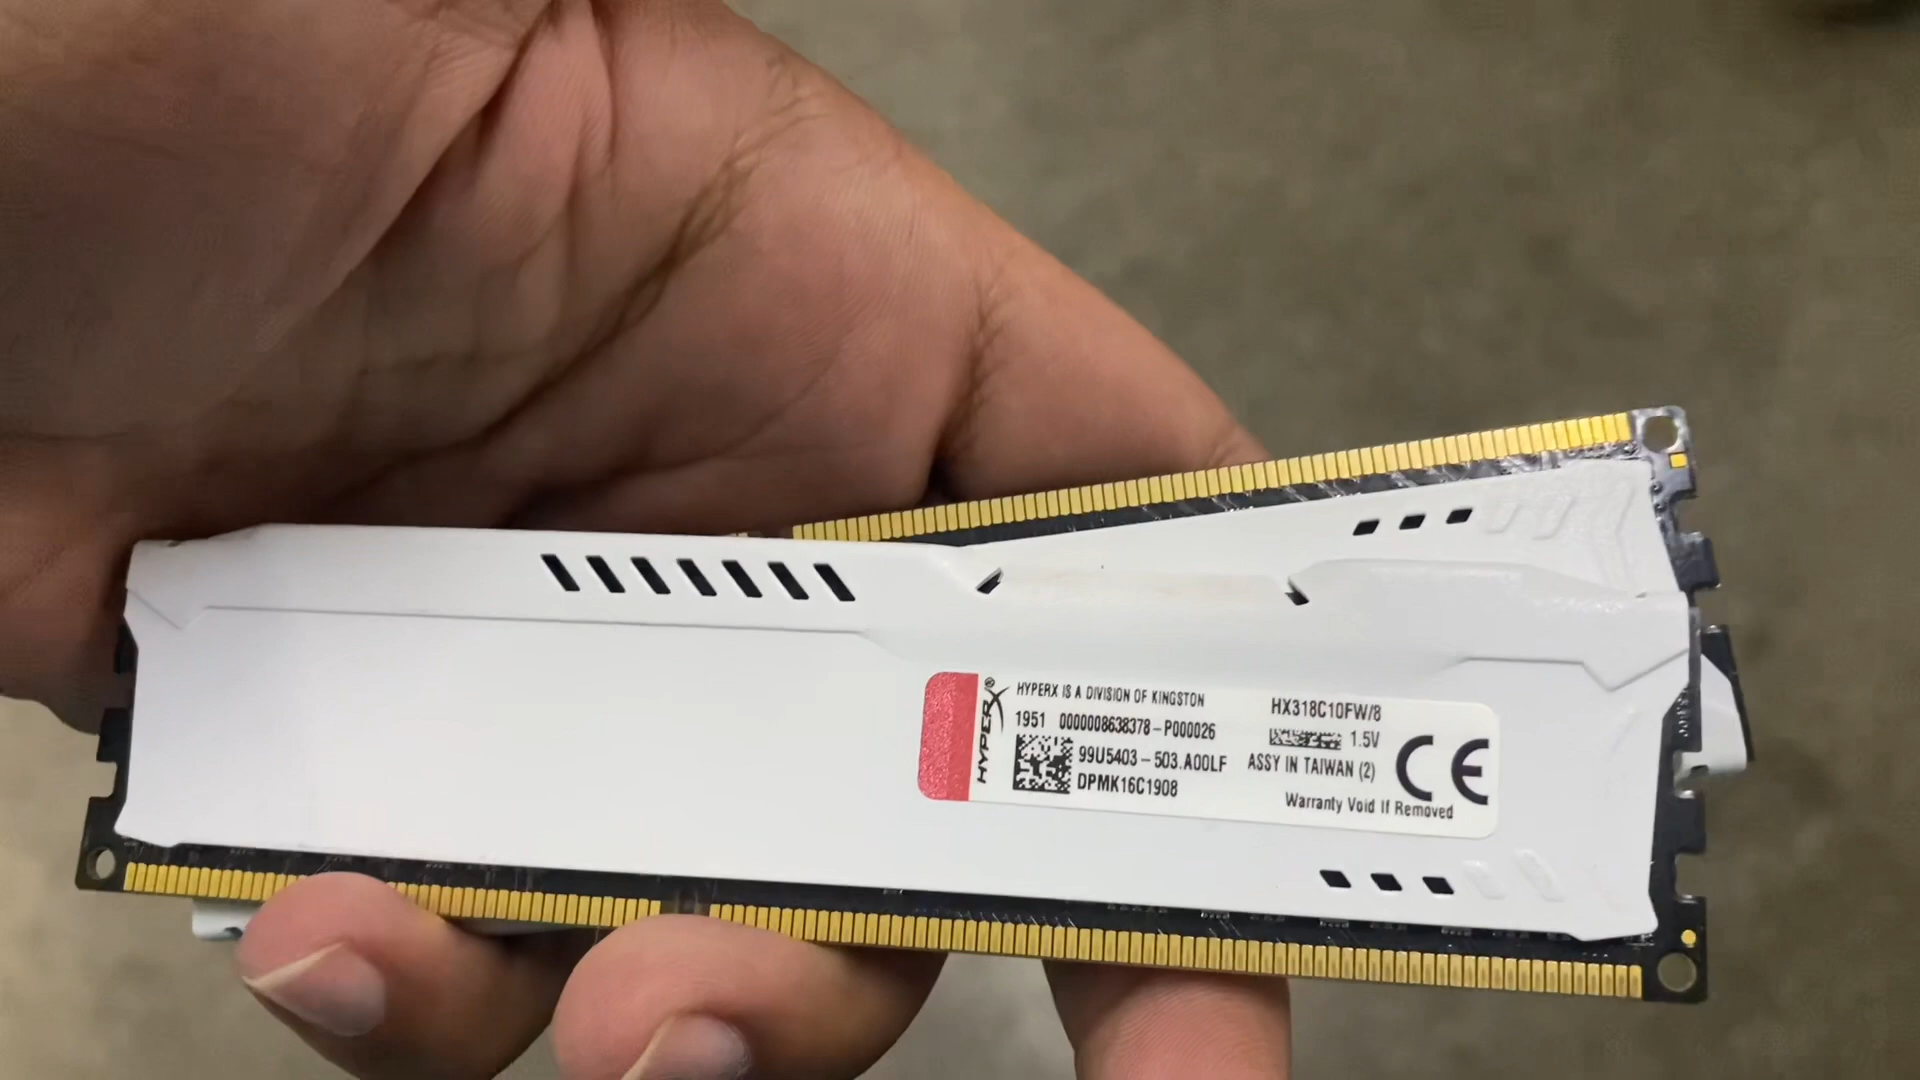 HYPERX®
HYPERX IS A DIVISION OF KINGSTON
1951 0000008638378-P000026
99U5403-503.A00LF
DPMK16C1908
HX318C10FW/8
1.5V
ASSY IN TAIWAN (2)
CE
Warranty Void If Removed